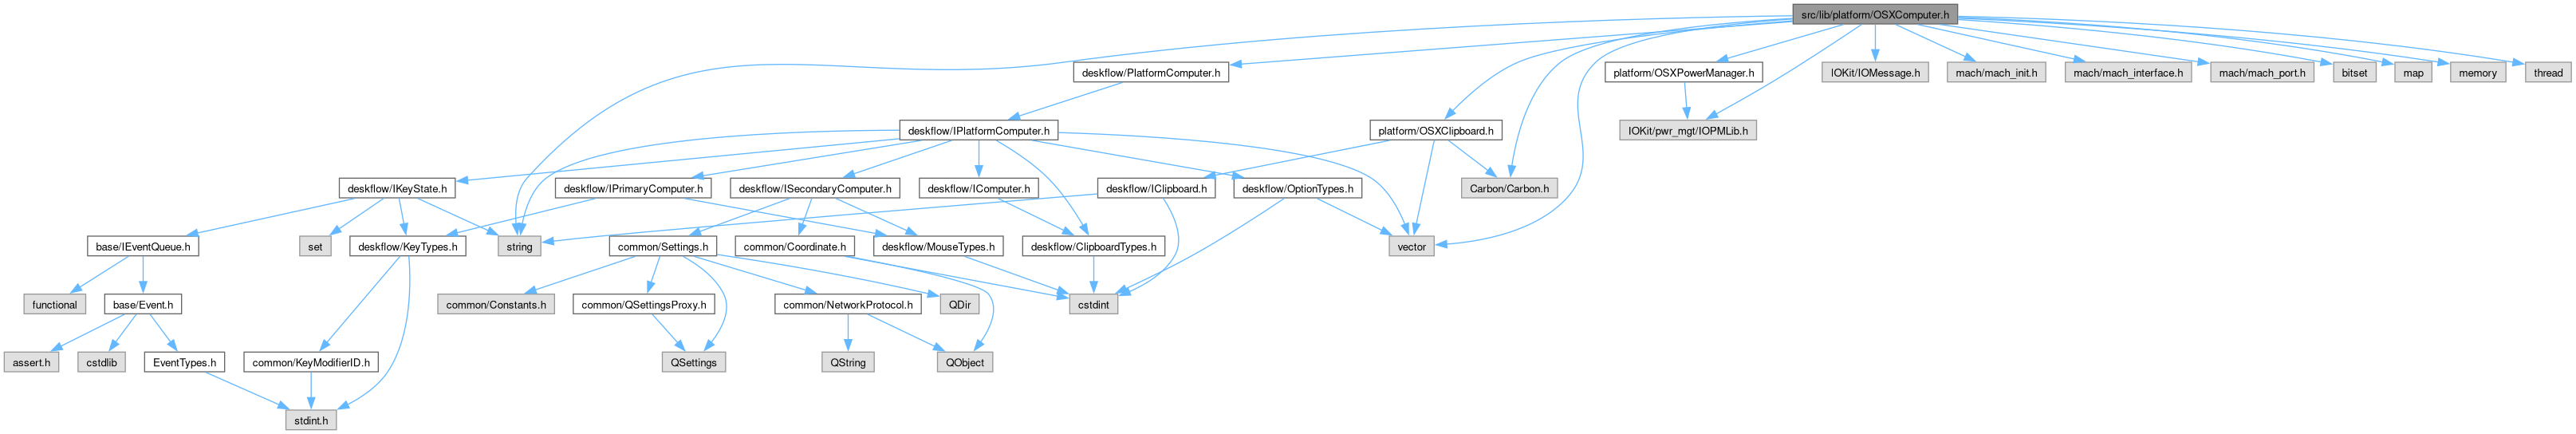 src/lib/platform/OSXComputer.h
deskflow/PlatformComputer.h
platform/OSXPowerManager.h
IOKit/IOMessage.h
mach/mach_init.h
mach/mach_interface.h
mach/mach_port.h
bitset
map
memory
thread
deskflow/IPlatformComputer.h
platform/OSXClipboard.h
IOKit/pwr_mgt/IOPMLib.h
deskflow/IKeyState.h
deskflow/IPrimaryComputer.h
deskflow/ISecondaryComputer.h
deskflow/IComputer.h
deskflow/IClipboard.h
deskflow/OptionTypes.h
Carbon/Carbon.h
base/IEventQueue.h
set
deskflow/KeyTypes.h
string
common/Settings.h
common/Coordinate.h
deskflow/MouseTypes.h
deskflow/ClipboardTypes.h
vector
functional
base/Event.h
common/Constants.h
common/QSettingsProxy.h
common/NetworkProtocol.h
QDir
cstdint
assert.h
cstdlib
EventTypes.h
common/KeyModifierID.h
QSettings
QString
QObject
stdint.h